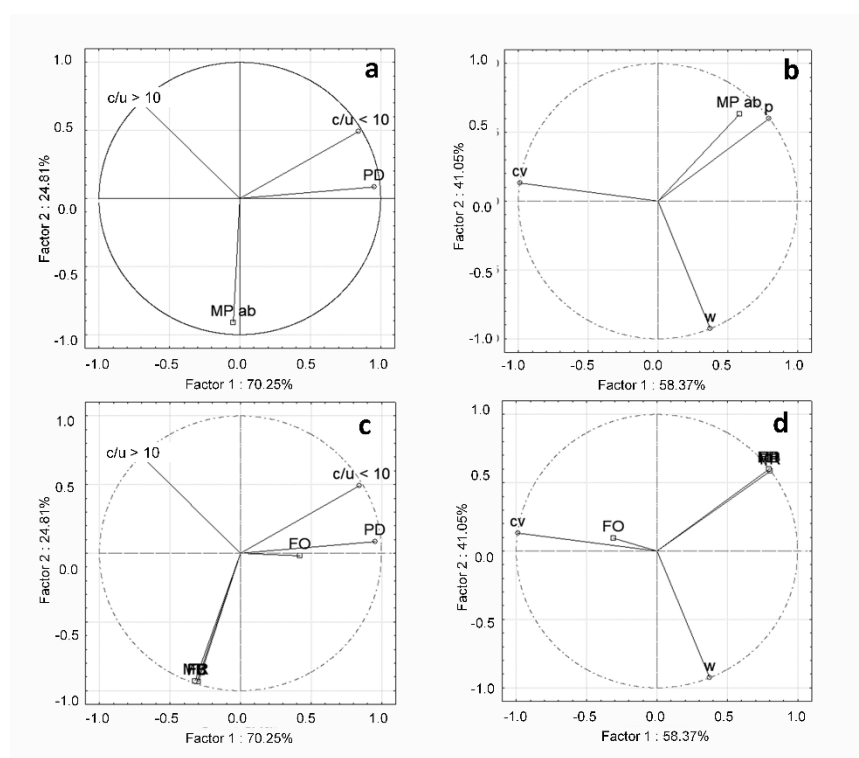 a
1.0
c/u > 10
c/u < 10
0.5
PD
0.0
Factor 2 : 24.81%
-0.5
MP ab
-1.0
-1.0 -0.5 0.0 0.5 1.0
Factor 1 : 70.25%
b
1.0
MP ab p
0.5
cv
0.0
Factor 2 : 41.05%
-0.5
w
-1.0
-1.0 -0.5 0.0 0.5 1.0
Factor 1 : 58.37%
c
1.0
c/u > 10
c/u < 10
0.5
PD
FO
0.0
Factor 2 : 24.81%
-0.5
-1.0
-1.0 -0.5 0.0 0.5 1.0
Factor 1 : 70.25%
d
1.0
0.5
cv
FO
0.0
Factor 2 : 41.05%
-0.5
w
-1.0
-1.0 -0.5 0.0 0.5 1.0
Factor 1 : 58.37%